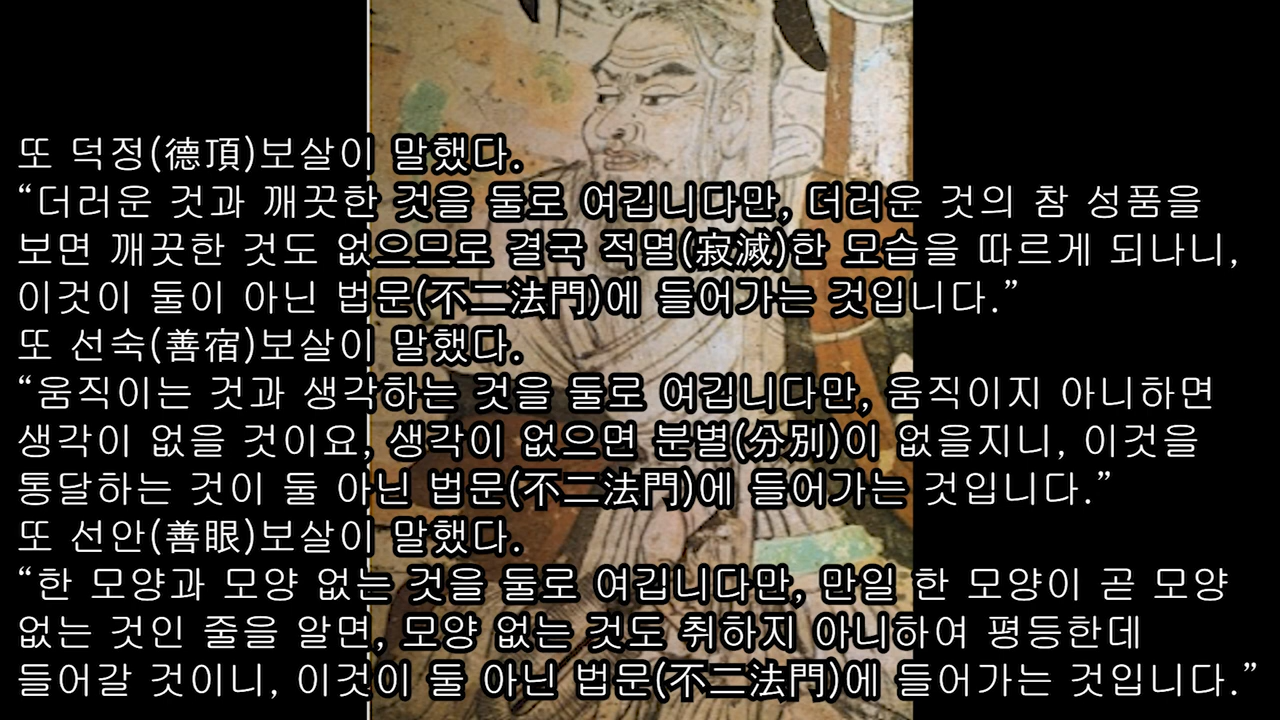 또 덕정(德頂)보살이 말했다.
“더러운 것과 깨끗한 것을 둘로 여깁니다만, 더러운 것의 참 성품을
보면 깨끗한 것도 없으므로 결국 적멸(寂滅)한 모습을 따르게 되나니,
이것이 둘이 아닌 법문(不二法門)에 들어가는 것입니다.”
또 선숙(善宿)보살이 말했다.
“움직이는 것과 생각하는 것을 둘로 여깁니다만, 움직이지 아니하면
생각이 없을 것이요, 생각이 없으면 분별(分別)이 없을지니, 이것을
통달하는 것이 둘 아닌 법문(不二法門)에 들어가는 것입니다.”
또 선안(善眼)보살이 말했다.
“한 모양과 모양 없는 것을 둘로 여깁니다만, 만일 한 모양이 곧 모양
없는 것인 줄을 알면, 모양 없는 것도 취하지 아니하여 평등한데
들어갈 것이니, 이것이 둘 아닌 법문(不二法門)에 들어가는 것입니다.”